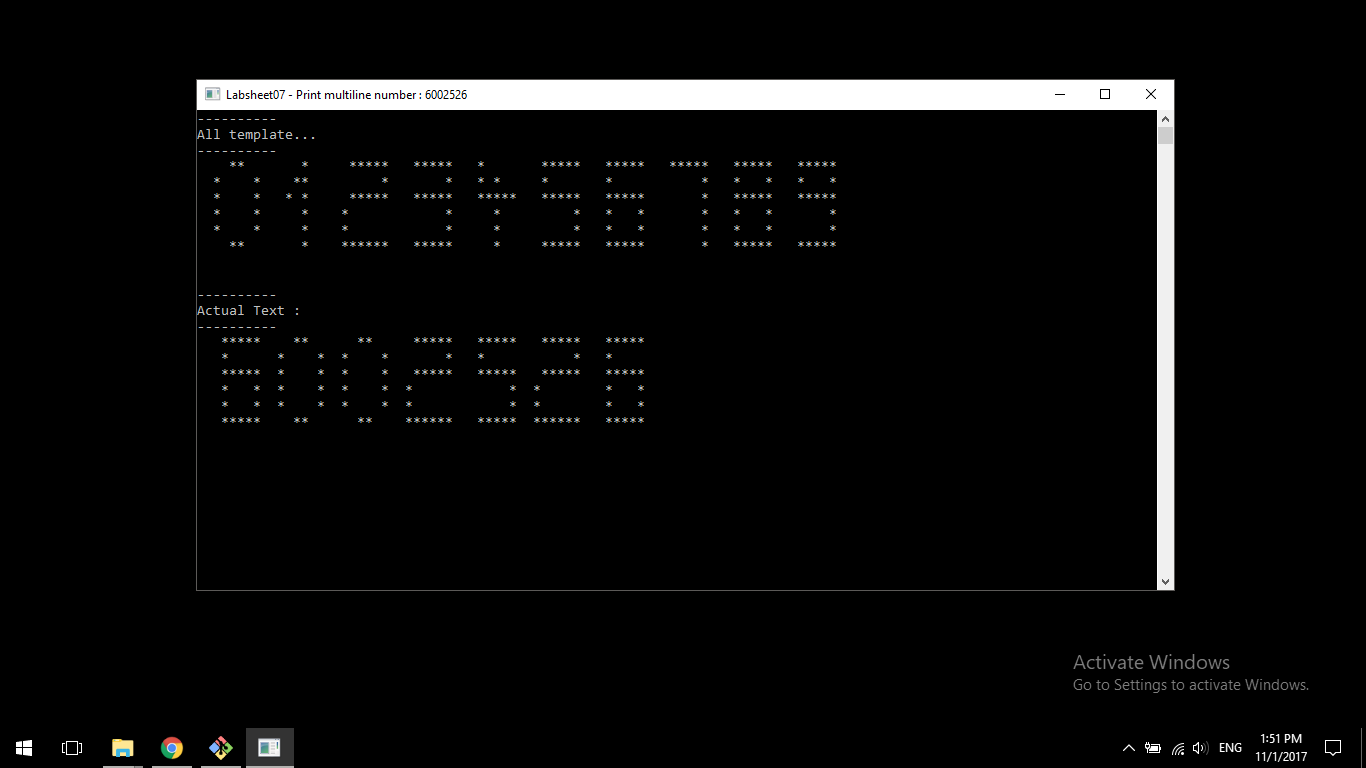 Labsheet07 - Print multiline number : 6002526
----------
All template...
----------
    **       *     *****   *****   *       *****   *****   *****   *****   *****
  *    *    **         *       *   * *     *       *           *   *   *   *   *
  *    *   * *     *****   *****   *****   *****   *****       *   *****   *****
  *    *     *    *            *     *         *   *   *       *   *   *       *
  *    *     *    *            *     *         *   *   *       *   *   *       *
    **       *    ******   *****     *     *****   *****       *   *****   *****
----------
Actual Text :
----------
   *****    **      **     *****   *****   *****   *****
   *      *    *  *    *       *   *           *   *
   *****  *    *  *    *   *****   *****   *****   *****
   *   *  *    *  *    *  *            *  *        *   *
   *   *  *    *  *    *  *            *  *        *   *
   *****    **      **    ******   *****  ******   *****
Activate Windows
Go to Settings to activate Windows.
ENG
1:51 PM
11/1/2017